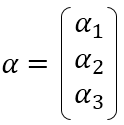 α = (
α₁
α₂
α₃
)